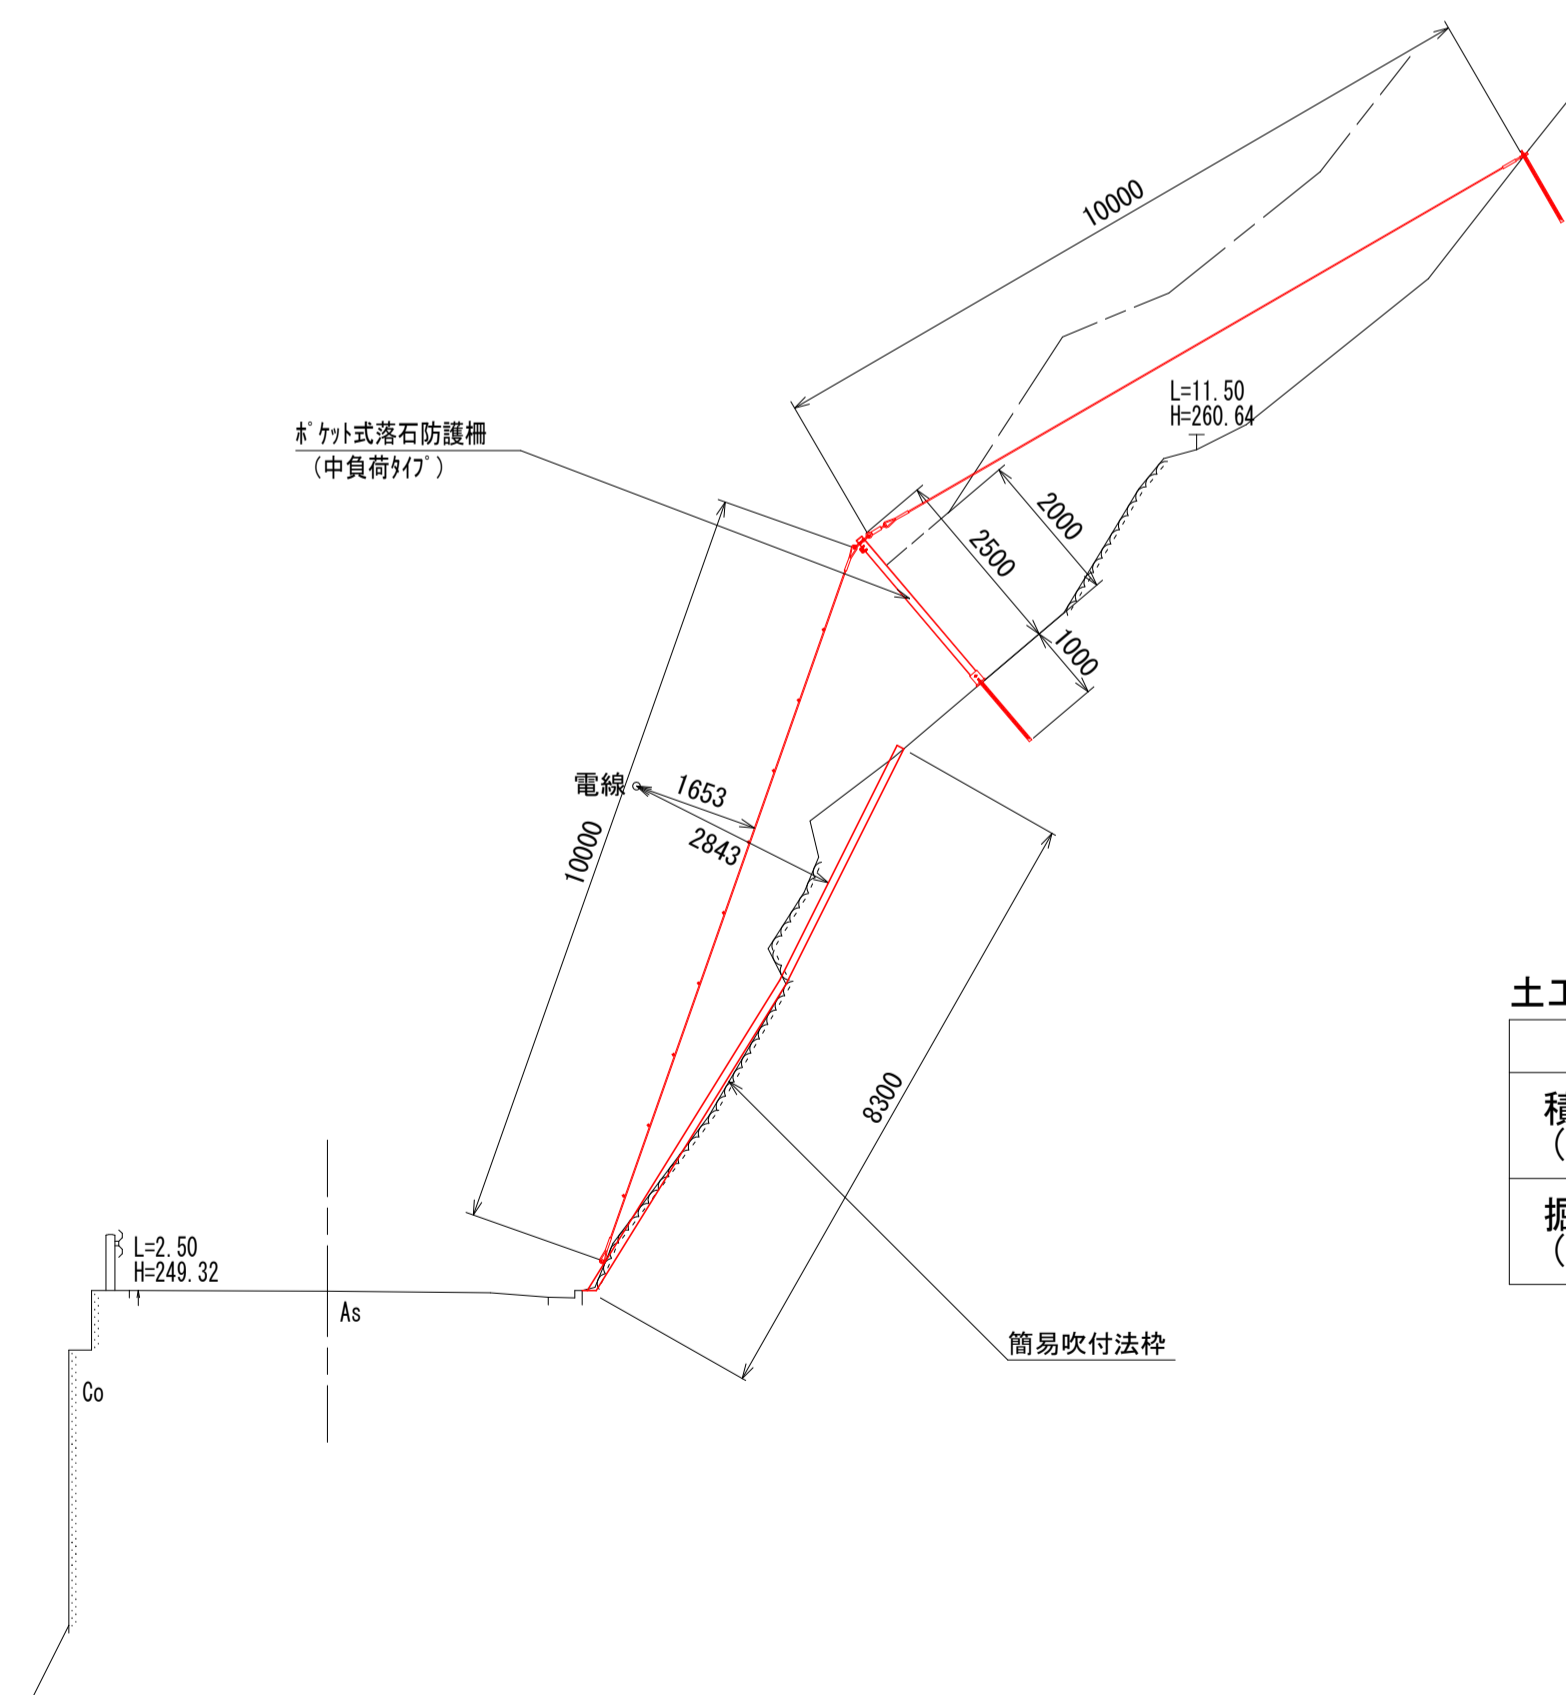 10000
L=11.50
H=260.64
ﾎﾟｹｯﾄ式落石防護柵
（中負荷ﾀｲﾌﾟ）
2000
2500
1000
電線
1653
2843
10000
8300
土工
積
（
掘
（
L=2.50
H=249.32
As
簡易吹付法枠
Co